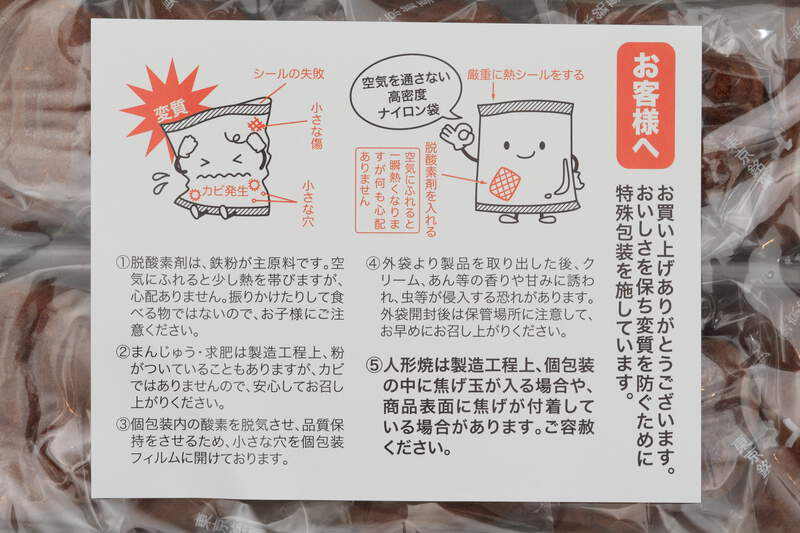 お客様へ
お買い上げありがとうございます。
おいしさを保ち変質を防ぐために
特殊包装を施しています。
厳重に熱シールをする
空気を通さない
高密度
ナイロン袋
脱酸素剤を入れる
空気にふれると
一瞬熱くなりま
すが何も心配
ありません
シールの失敗
変質
小さな傷
カビ発生
小さな穴
①脱酸素剤は、鉄粉が主原料です。空
気にふれると少し熱を帯びますが、
心配ありません。振りかけたりして食
べる物ではないので、お子様にご注
意ください。
②まんじゅう・求肥は製造工程上、粉
がついていることもありますが、カビ
ではありませんので、安心してお召し
上がりください。
③個包装内の酸素を脱気させ、品質保
持をさせるため、小さな穴を個包装
フィルムに開けております。
④外袋より製品を取り出した後、ク
リーム、あん等の香りや甘みに誘わ
れ、虫等が侵入する恐れがあります。
外袋開封後は保管場所に注意して、
お早めにお召し上がりください。
⑤人形焼は製造工程上、個包装
の中に焦げ玉が入る場合や、
商品表面に焦げが付着して
いる場合があります。ご容赦
ください。